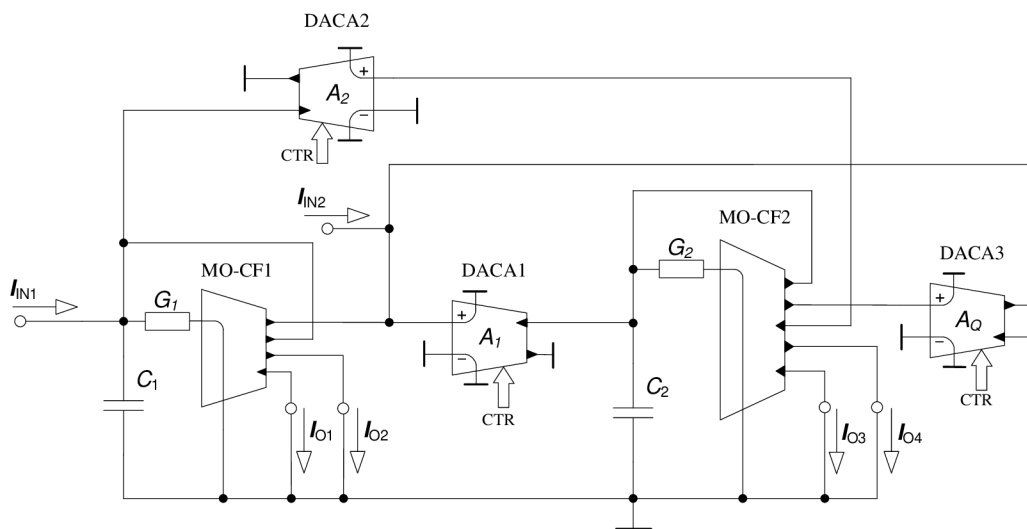 DACA2
+
A2
−
CTR
IIN2
MO-CF2
MO-CF1
DACA1
G2
DACA3
IIN1
G1
+
A1
−
+
AQ
−
C1
CTR
C2
CTR
IO1
IO2
IO3
IO4